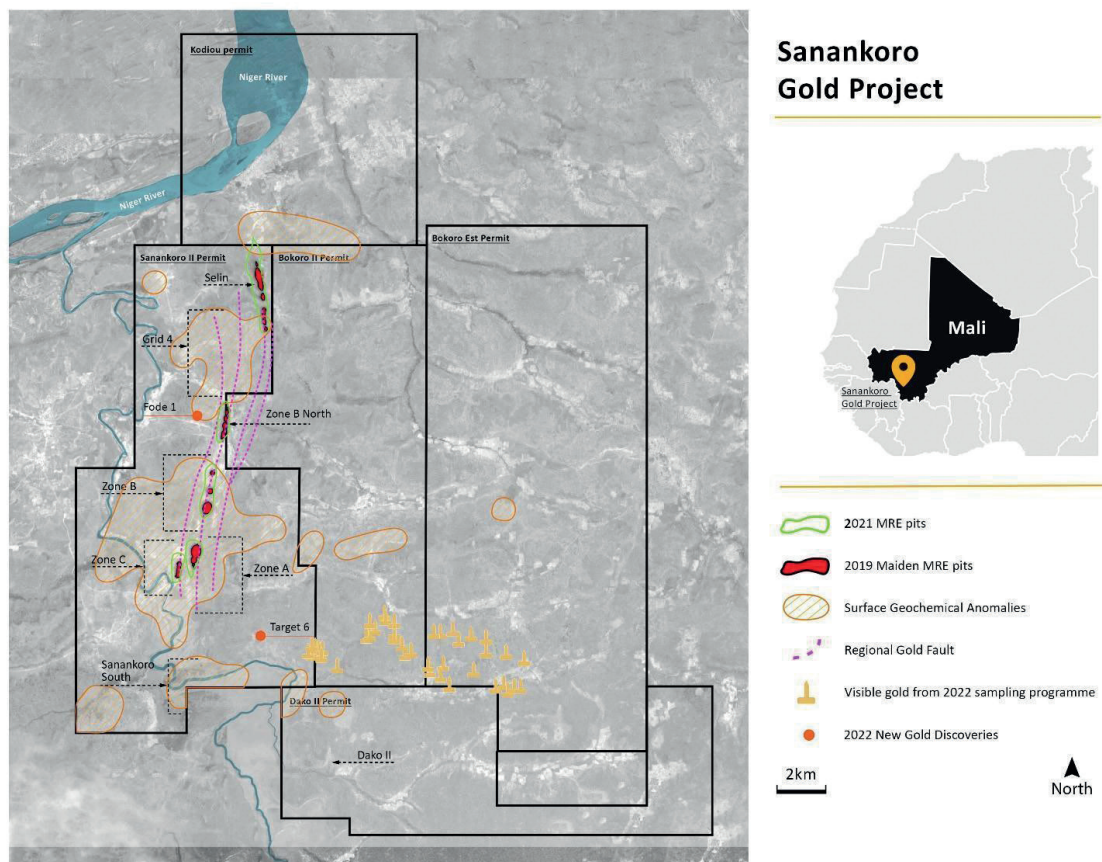 Kodiou permit
Niger River
Niger River
Sanankoro II Permit
Bokoro II Permit
Bokoro Est Permit
Selin
Grid 4
Fode 1
Zone B North
Zone B
Zone C
Zone A
Target 6
Sanankoro
South
Dako II Permit
Dako II
Sanankoro
Gold Project
Mali
Sanankoro
Gold Project
2021 MRE pits
2019 Maiden MRE pits
Surface Geochemical Anomalies
Regional Gold Fault
Visible gold from 2022 sampling programme
2022 New Gold Discoveries
2km
North